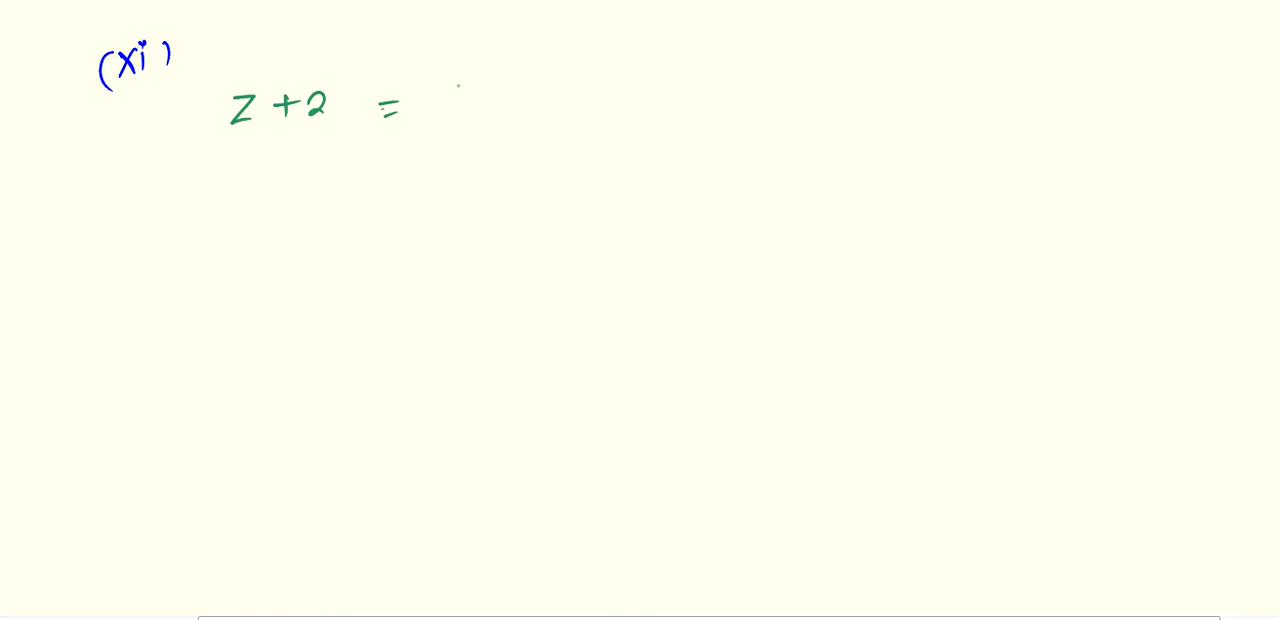 (xi)
z + 2 =